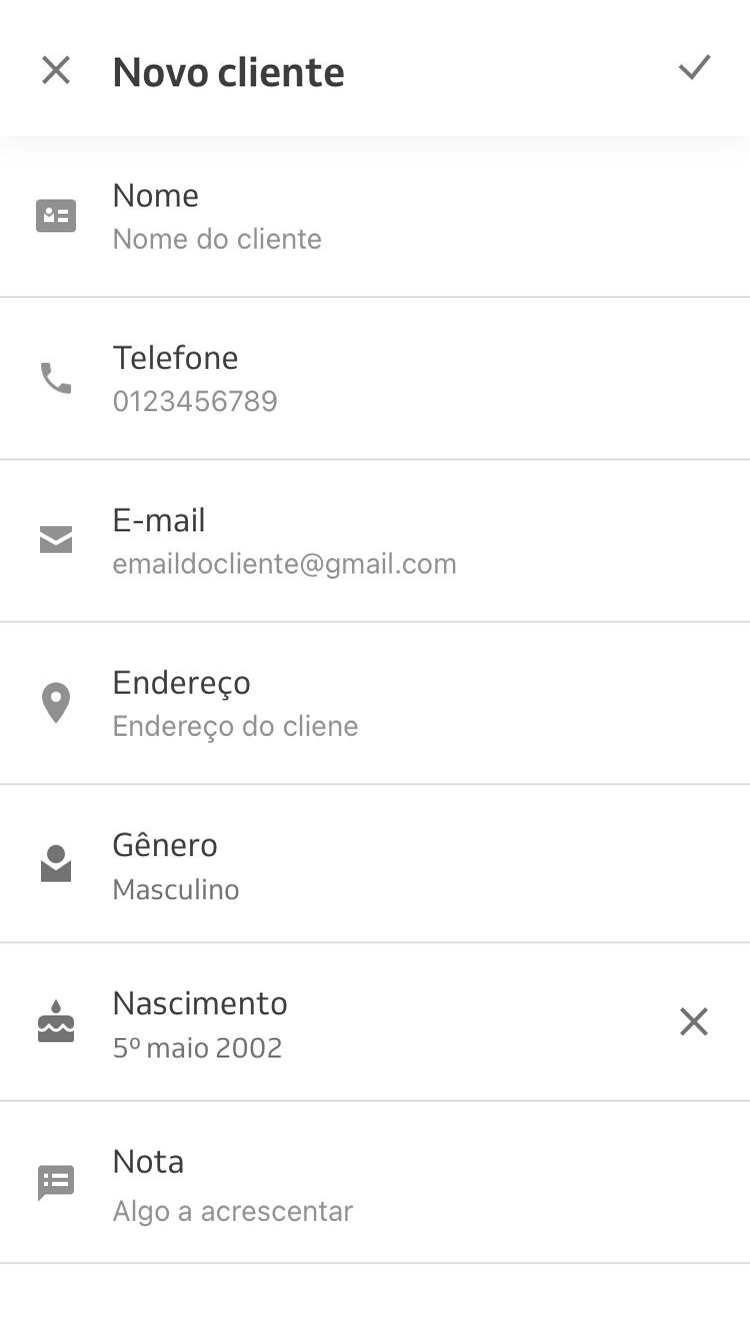 Novo cliente
Nome
Nome do cliente
Telefone
0123456789
E-mail
emaildocliente@gmail.com
Endereço
Endereço do cliene
Gênero
Masculino
Nascimento
5º maio 2002
Nota
Algo a acrescentar